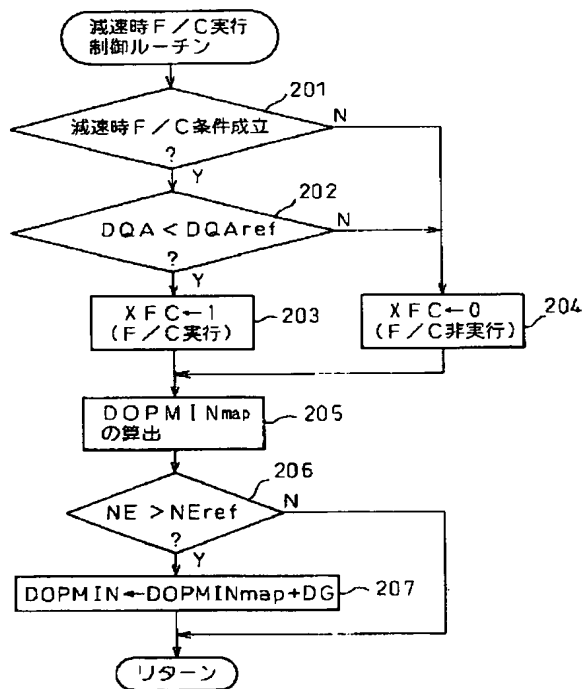 減速時F/C実行
制御ルーチン
201
減速時F/C条件成立
?
N
Y
202
DQA<DQAref
?
N
Y
XFC←1
(F/C実行)
203
XFC←0
(F/C非実行)
204
DOPMINmap
の算出
205
206
NE>NEref
?
N
Y
DOPMIN←DOPMINmap+DG
207
リターン